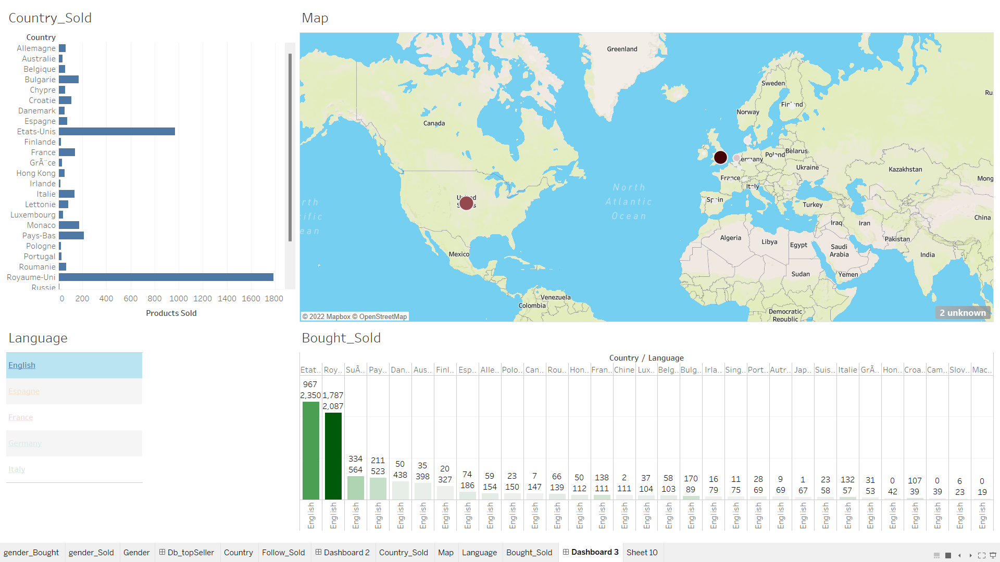 Country_Sold
Country
Allemagne
Australie
Belgique
Bulgarie
Chypre
Croatie
Danemark
Espagne
Etats-Unis
Finlande
France
GrÃ¨ce
Hong Kong
Irlande
Italie
Lettonie
Luxembourg
Monaco
Pays-Bas
Pologne
Portugal
Roumanie
Royaume-Uni
Russie
0 200 400 600 800 1000 1200 1400 1600 1800
Products Sold
Map
Greenland
Sweden
Finland
Norway
Ru
Canada
Poland
Belarus
Germany
Ukraine
Kazakhstan
France
Mong
Italy
North
Atlantic
Ocean
United
States
Spain
Turkey
China
Iraq
Iran
Algeria
Libya
Egypt
Pakistan
Saudi
Arabia
India
Mexico
Sudan
Yemen
Venezuela
Colombia
Democratic
Republic
rth
cific
ean
© 2022 Mapbox © OpenStreetMap
2 unknown
Language
English
Espagne
France
Germany
Italy
Bought_Sold
Country / Language
Etat.. Roy.. SuÃ.. Pay.. Dan.. Aus.. Finl.. Esp.. Alle.. Polo.. Can.. Rou.. Hon.. Fran.. Chine Lux.. Belg.. Bulg.. Irla.. Sing.. Port.. Autr.. Jap.. Suis.. Italie GrÃ.. Hon.. Croa.. Cam.. Slov.. Mac..
967 1,787 334 211 50 35 20 74 59 23 7 66 50 138 2 37 58 170 16 11 28 9 1 23 132 31 0 107 0 6 0
2,350 2,087 564 523 438 398 327 186 154 150 147 139 112 111 111 104 103 89 79 75 69 69 67 58 57 53 42 39 39 23 19
English English English English English English English English English English English English English English English English English English English English English English English English English English English English English English English
gender_Bought gender_Sold Gender Db_topSeller Country Follow_Sold Dashboard 2 Country_Sold Map Language Bought_Sold Dashboard 3 Sheet 10